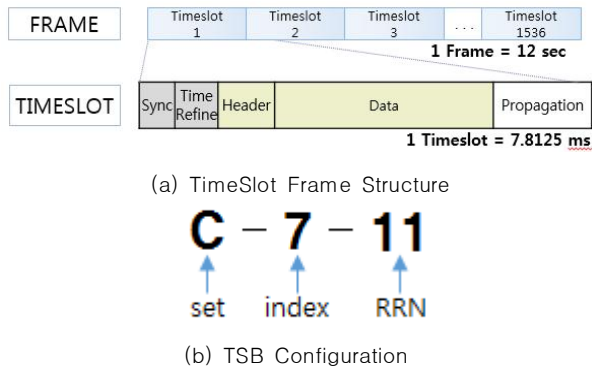 FRAME
Timeslot 1
Timeslot 2
Timeslot 3
...
Timeslot 1536
1 Frame = 12 sec
TIMESLOT
Sync
Time Refine
Header
Data
Propagation
1 Timeslot = 7.8125 ms
(a) TimeSlot Frame Structure
C - 7 - 11
set index RRN
(b) TSB Configuration